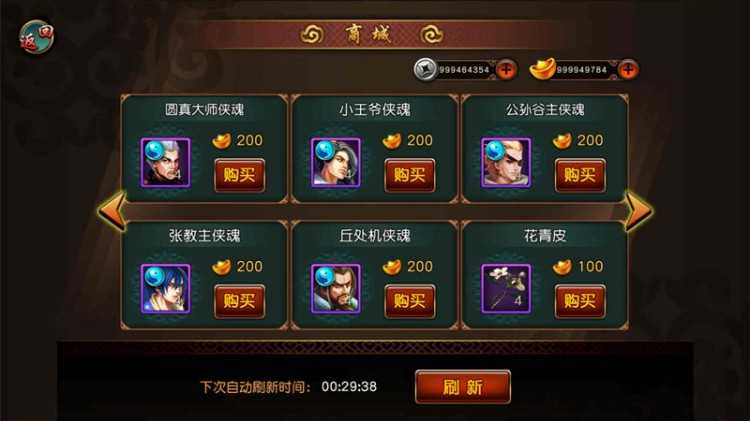 返回
商城
999464354
999949784
圆真大师侠魂
小王爷侠魂
公孙谷主侠魂
200
200
200
购买
购买
购买
张教主侠魂
丘处机侠魂
花青皮
200
200
100
4
购买
购买
购买
下次自动刷新时间: 00:29:38
刷新